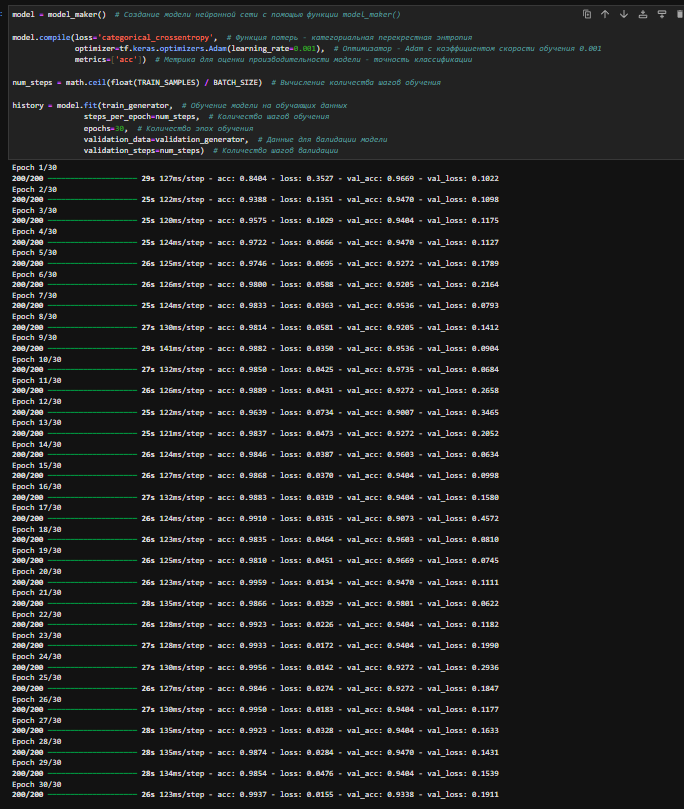 model = model_maker()  # Создание модели нейронной сети с помощью функции model_maker()
model.compile(loss='categorical_crossentropy',  # Функция потерь - категориальная перекрестная энтропия
optimizer=tf.keras.optimizers.Adam(learning_rate=0.001),  # Оптимизатор - Adam с коэффициентом скорости обучения 0.001
metrics=['acc'])  # Метрика для оценки производительности модели - точность классификации
num_steps = math.ceil(float(TRAIN_SAMPLES) / BATCH_SIZE)  # Вычисление количества шагов обучения
history = model.fit(train_generator,  # Обучение модели на обучающих данных
steps_per_epoch=num_steps,  # Количество шагов обучения
epochs=30,  # Количество эпох обучения
validation_data=validation_generator,  # Данные для валидации модели
validation_steps=num_steps)  # Количество шагов валидации
Epoch 1/30
200/200 29s 127ms/step - acc: 0.8404 - loss: 0.3527 - val_acc: 0.9669 - val_loss: 0.1022
Epoch 2/30
200/200 25s 122ms/step - acc: 0.9388 - loss: 0.1351 - val_acc: 0.9470 - val_loss: 0.1098
Epoch 3/30
200/200 25s 120ms/step - acc: 0.9575 - loss: 0.1029 - val_acc: 0.9404 - val_loss: 0.1175
Epoch 4/30
200/200 25s 124ms/step - acc: 0.9722 - loss: 0.0666 - val_acc: 0.9470 - val_loss: 0.1127
Epoch 5/30
200/200 26s 125ms/step - acc: 0.9746 - loss: 0.0695 - val_acc: 0.9272 - val_loss: 0.1789
Epoch 6/30
200/200 26s 126ms/step - acc: 0.9800 - loss: 0.0588 - val_acc: 0.9205 - val_loss: 0.2164
Epoch 7/30
200/200 25s 124ms/step - acc: 0.9833 - loss: 0.0363 - val_acc: 0.9536 - val_loss: 0.0793
Epoch 8/30
200/200 27s 130ms/step - acc: 0.9814 - loss: 0.0581 - val_acc: 0.9205 - val_loss: 0.1412
Epoch 9/30
200/200 29s 141ms/step - acc: 0.9882 - loss: 0.0350 - val_acc: 0.9536 - val_loss: 0.0904
Epoch 10/30
200/200 27s 132ms/step - acc: 0.9850 - loss: 0.0425 - val_acc: 0.9735 - val_loss: 0.0684
Epoch 11/30
200/200 26s 126ms/step - acc: 0.9889 - loss: 0.0431 - val_acc: 0.9272 - val_loss: 0.2658
Epoch 12/30
200/200 25s 122ms/step - acc: 0.9639 - loss: 0.0734 - val_acc: 0.9007 - val_loss: 0.3465
Epoch 13/30
200/200 25s 121ms/step - acc: 0.9837 - loss: 0.0473 - val_acc: 0.9272 - val_loss: 0.2052
Epoch 14/30
200/200 26s 124ms/step - acc: 0.9846 - loss: 0.0387 - val_acc: 0.9603 - val_loss: 0.0634
Epoch 15/30
200/200 26s 127ms/step - acc: 0.9868 - loss: 0.0370 - val_acc: 0.9404 - val_loss: 0.0998
Epoch 16/30
200/200 27s 132ms/step - acc: 0.9883 - loss: 0.0319 - val_acc: 0.9404 - val_loss: 0.1580
Epoch 17/30
200/200 26s 124ms/step - acc: 0.9910 - loss: 0.0315 - val_acc: 0.9073 - val_loss: 0.4572
Epoch 18/30
200/200 26s 123ms/step - acc: 0.9835 - loss: 0.0464 - val_acc: 0.9603 - val_loss: 0.0810
Epoch 19/30
200/200 26s 125ms/step - acc: 0.9810 - loss: 0.0451 - val_acc: 0.9669 - val_loss: 0.0745
Epoch 20/30
200/200 26s 123ms/step - acc: 0.9959 - loss: 0.0134 - val_acc: 0.9470 - val_loss: 0.1111
Epoch 21/30
200/200 28s 135ms/step - acc: 0.9866 - loss: 0.0329 - val_acc: 0.9801 - val_loss: 0.0622
Epoch 22/30
200/200 26s 128ms/step - acc: 0.9923 - loss: 0.0226 - val_acc: 0.9404 - val_loss: 0.1182
Epoch 23/30
200/200 27s 128ms/step - acc: 0.9933 - loss: 0.0172 - val_acc: 0.9404 - val_loss: 0.1990
Epoch 24/30
200/200 27s 130ms/step - acc: 0.9956 - loss: 0.0142 - val_acc: 0.9272 - val_loss: 0.2936
Epoch 25/30
200/200 26s 127ms/step - acc: 0.9846 - loss: 0.0274 - val_acc: 0.9272 - val_loss: 0.1847
Epoch 26/30
200/200 27s 130ms/step - acc: 0.9950 - loss: 0.0183 - val_acc: 0.9404 - val_loss: 0.1177
Epoch 27/30
200/200 28s 135ms/step - acc: 0.9923 - loss: 0.0328 - val_acc: 0.9404 - val_loss: 0.1633
Epoch 28/30
200/200 28s 135ms/step - acc: 0.9874 - loss: 0.0284 - val_acc: 0.9470 - val_loss: 0.1431
Epoch 29/30
200/200 28s 134ms/step - acc: 0.9854 - loss: 0.0476 - val_acc: 0.9404 - val_loss: 0.1539
Epoch 30/30
200/200 26s 123ms/step - acc: 0.9937 - loss: 0.0155 - val_acc: 0.9338 - val_loss: 0.1911